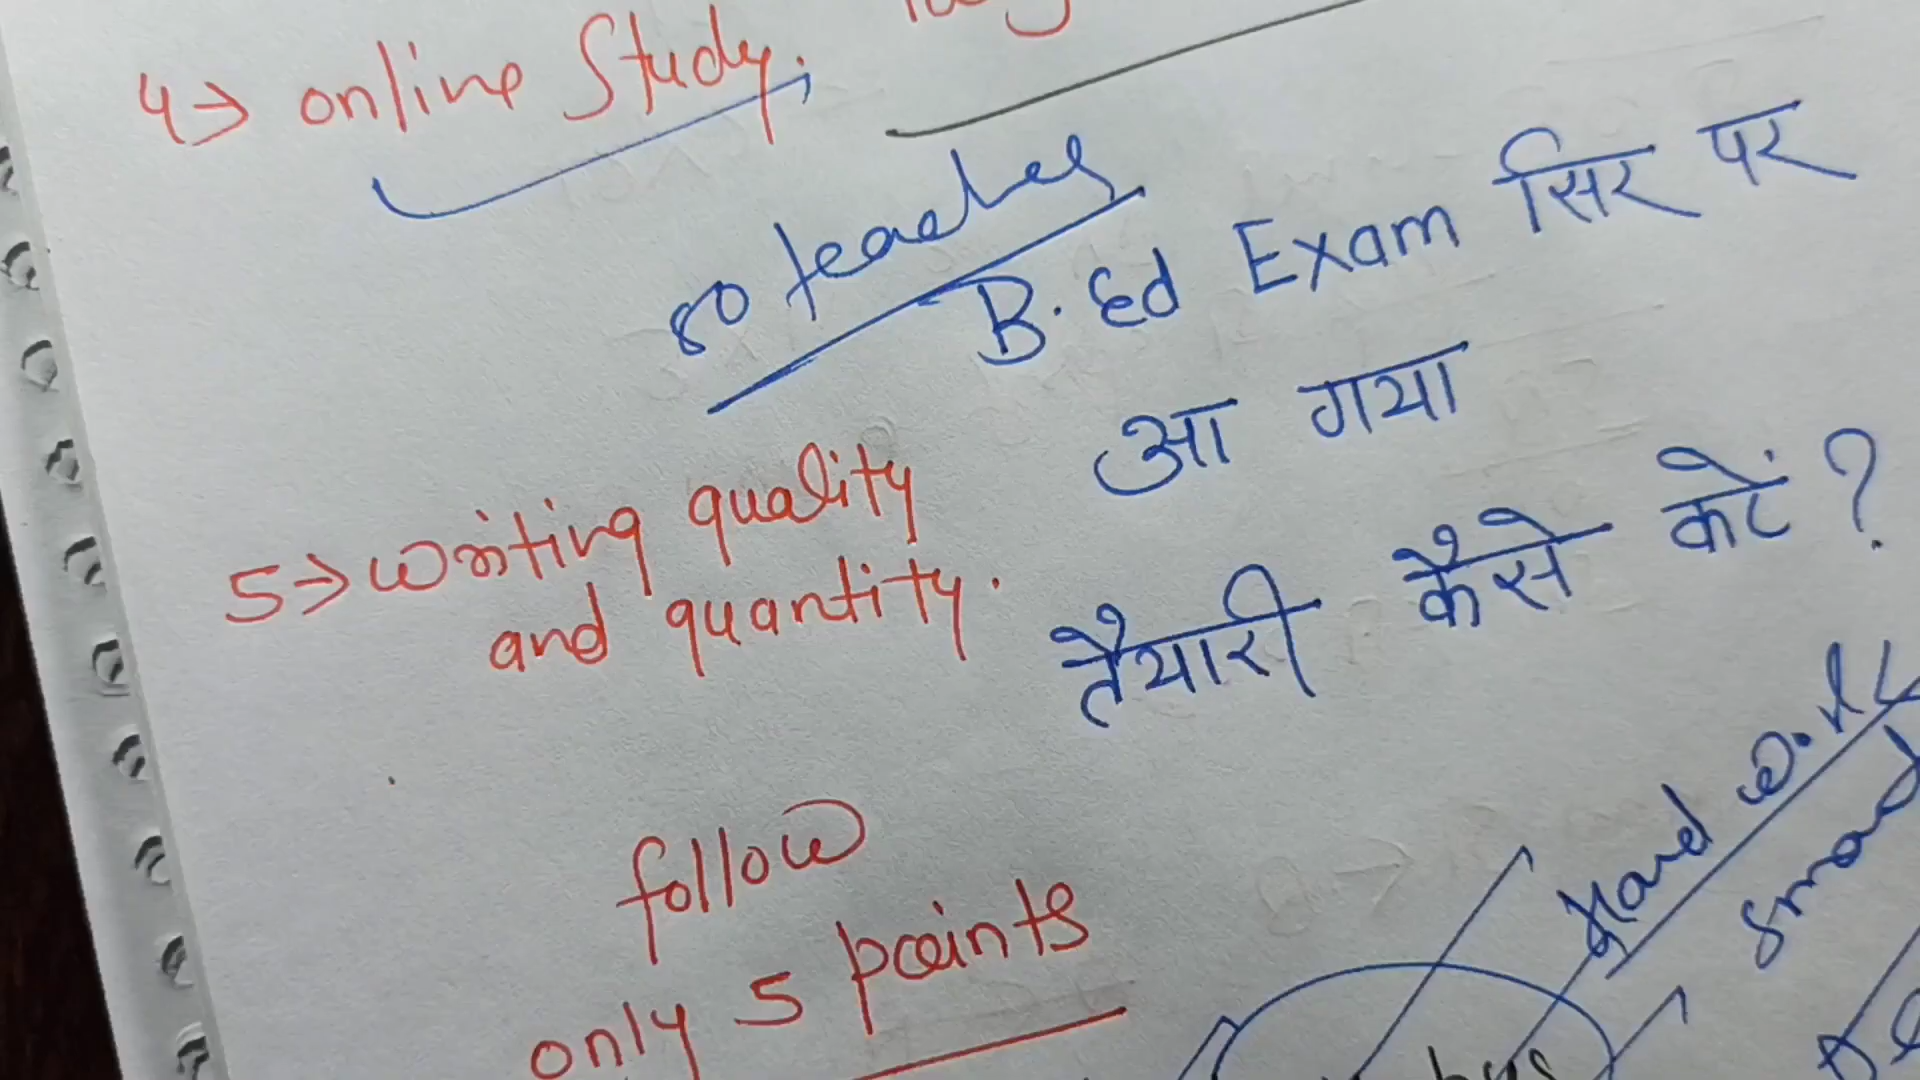 4→ online Study.
80 teaches
B.Ed Exam सिर पर
आ गया
5→ writing quality
and quantity.
तैयारी कैसे करें ?
Hard work
follow
only 5 points